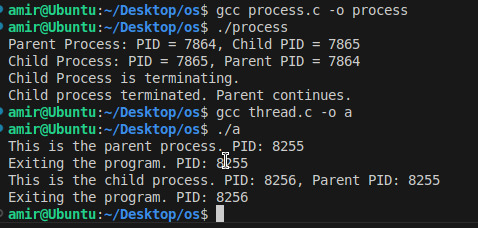 amir@Ubuntu:~/Desktop/os$ gcc process.c -o process
amir@Ubuntu:~/Desktop/os$ ./process
Parent Process: PID = 7864, Child PID = 7865
Child Process: PID = 7865, Parent PID = 7864
Child Process is terminating.
Child process terminated. Parent continues.
amir@Ubuntu:~/Desktop/os$ gcc thread.c -o a
amir@Ubuntu:~/Desktop/os$ ./a
This is the parent process. PID: 8255
Exiting the program. PID: 8255
This is the child process. PID: 8256, Parent PID: 8255
Exiting the program. PID: 8256
amir@Ubuntu:~/Desktop/os$